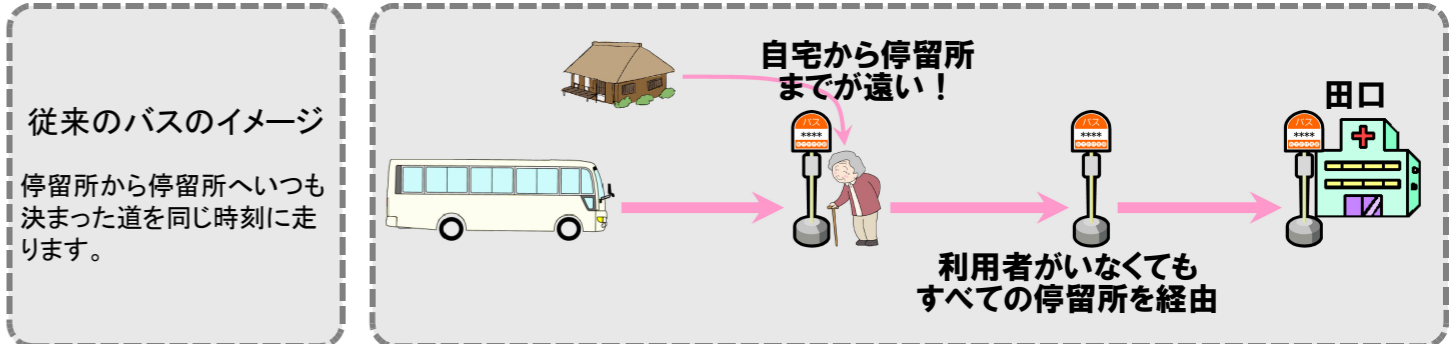 従来のバスのイメージ
停留所から停留所へいつも
決まった道を同じ時刻に走
ります。
自宅から停留所
までが遠い！
田口
バス
****
バス
****
バス
****
利用者がいなくても
すべての停留所を経由